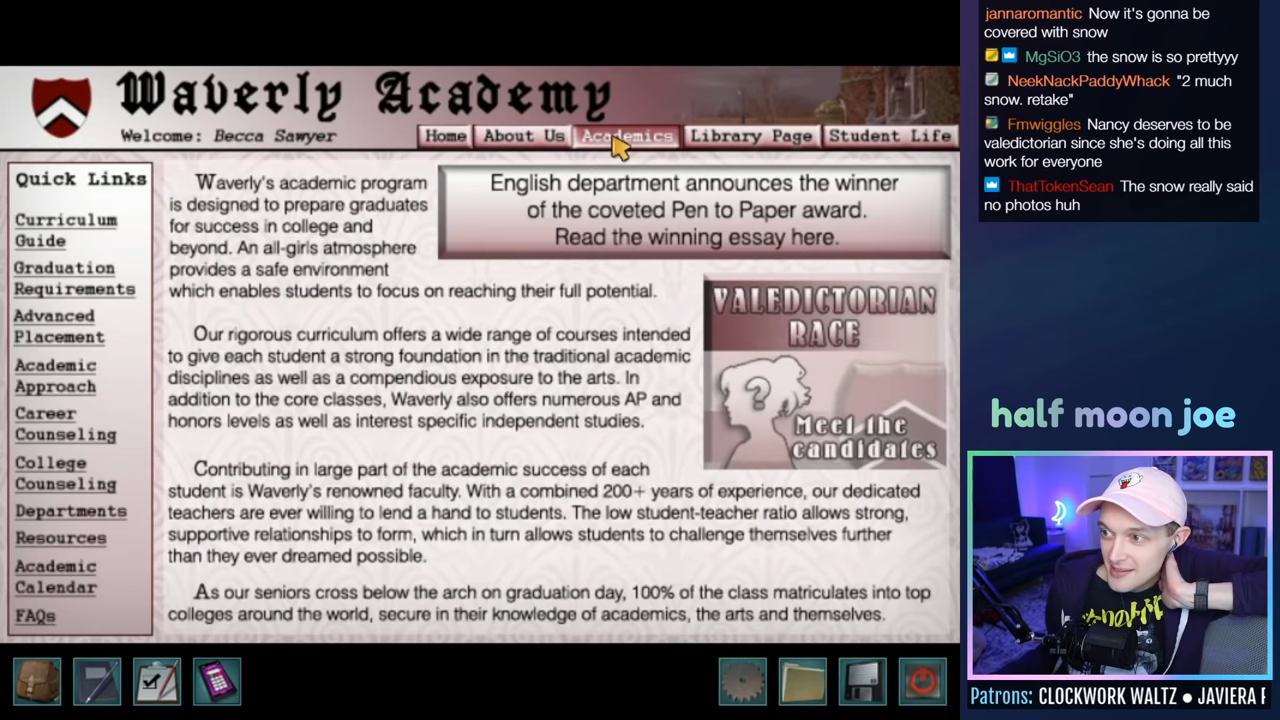 Waverly Academy
Welcome: Becca Sawyer
Home
About Us
Academics
Library Page
Student Life
Quick Links
Curriculum
Guide
Graduation
Requirements
Advanced
Placement
Academic
Approach
Career
Counseling
College
Counseling
Departments
Resources
Academic
Calendar
FAQs
Waverly's academic program
is designed to prepare graduates
for success in college and
beyond. An all-girls atmosphere
provides a safe environment
which enables students to focus on reaching their full potential.
English department announces the winner
of the coveted Pen to Paper award.
Read the winning essay here.
Our rigorous curriculum offers a wide range of courses intended
to give each student a strong foundation in the traditional academic
disciplines as well as a compendious exposure to the arts. In
addition to the core classes, Waverly also offers numerous AP and
honors levels as well as interest specific independent studies.
VALEDICTORIAN
RACE
?
Meet the
candidates
Contributing in large part of the academic success of each
student is Waverly's renowned faculty. With a combined 200+ years of experience, our dedicated
teachers are ever willing to lend a hand to students. The low student-teacher ratio allows strong,
supportive relationships to form, which in turn allows students to challenge themselves further
than they ever dreamed possible.
As our seniors cross below the arch on graduation day, 100% of the class matriculates into top
colleges around the world, secure in their knowledge of academics, the arts and themselves.
jannaromantic Now it's gonna be
covered with snow
MgSiO3 the snow is so prettyyy
NeekNackPaddyWhack "2 much
snow. retake"
Fmwiggles Nancy deserves to be
valedictorian since she's doing all this
work for everyone
ThatTokenSean The snow really said
no photos huh
half moon joe
Patrons: CLOCKWORK WALTZ ● JAVIERA